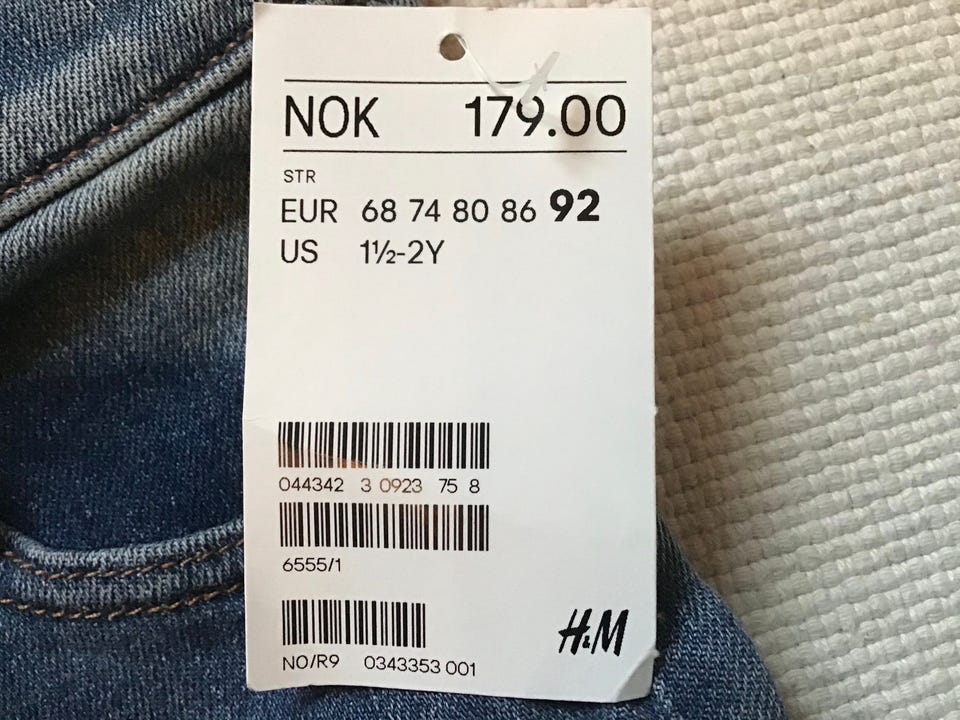 NOK 179.00
STR
EUR 68 74 80 86 92
US 1½-2Y
044342 3 0923 75 8
6555/1
H&M
NO/R9 0343353 001